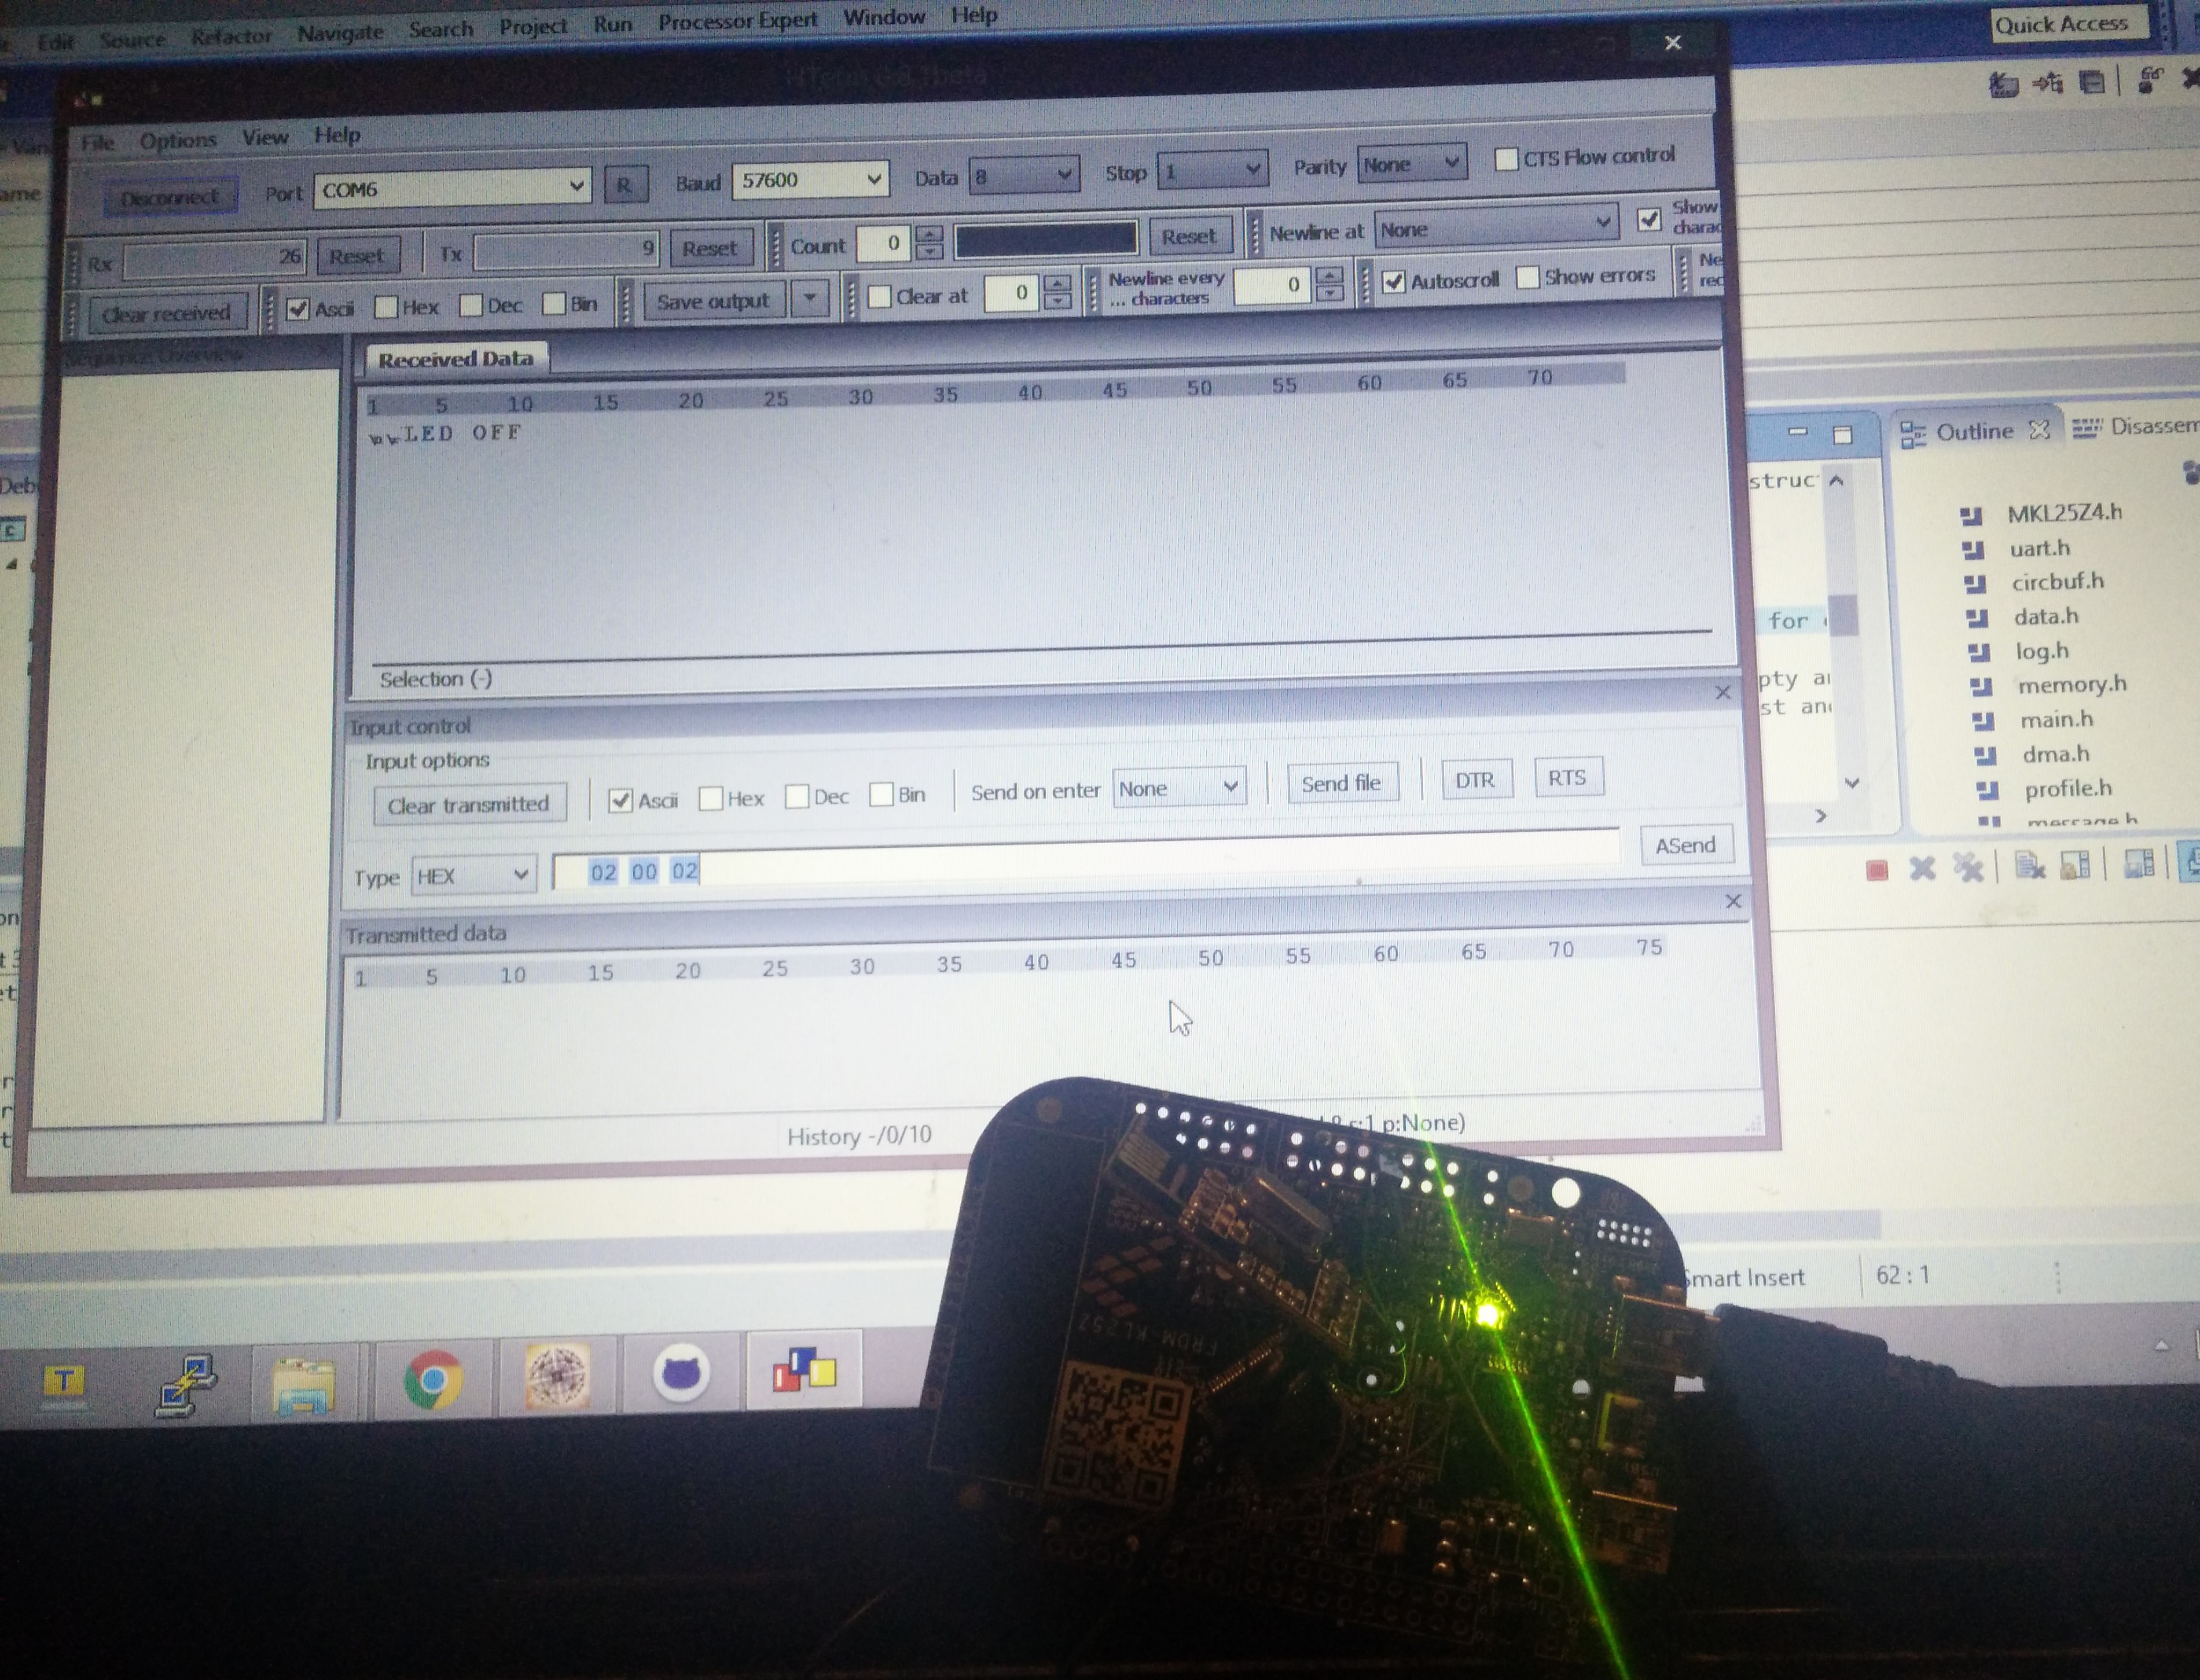 Edit Source Refactor Navigate Search Project Run Processor Expert Window Help
Quick Access
File Options View Help
Disconnect Port COM6 R Baud 57600 Data 8 Stop 1 Parity None CTS Flow control
Rx 26 Reset Tx 9 Reset Count 0 Reset Newline at None Show
Clear received Ascii Hex Dec Bin Save output Clear at 0 Newline every
... characters 0 Autoscroll Show errors
Received Data
1 5 10 15 20 25 30 35 40 45 50 55 60 65 70
LED OFF
Selection (-)
Input control
Input options
Clear transmitted Ascii Hex Dec Bin Send on enter None Send file DTR RTS
Type HEX 02 00 02 ASend
Transmitted data
1 5 10 15 20 25 30 35 40 45 50 55 60 65 70 75
History -/0/10
p:None)
Outline Disassem
struc
for
MKL25Z4.h
uart.h
circbuf.h
data.h
log.h
memory.h
main.h
dma.h
profile.h
Smart Insert 62 : 1
T
FRDM-KL25Z